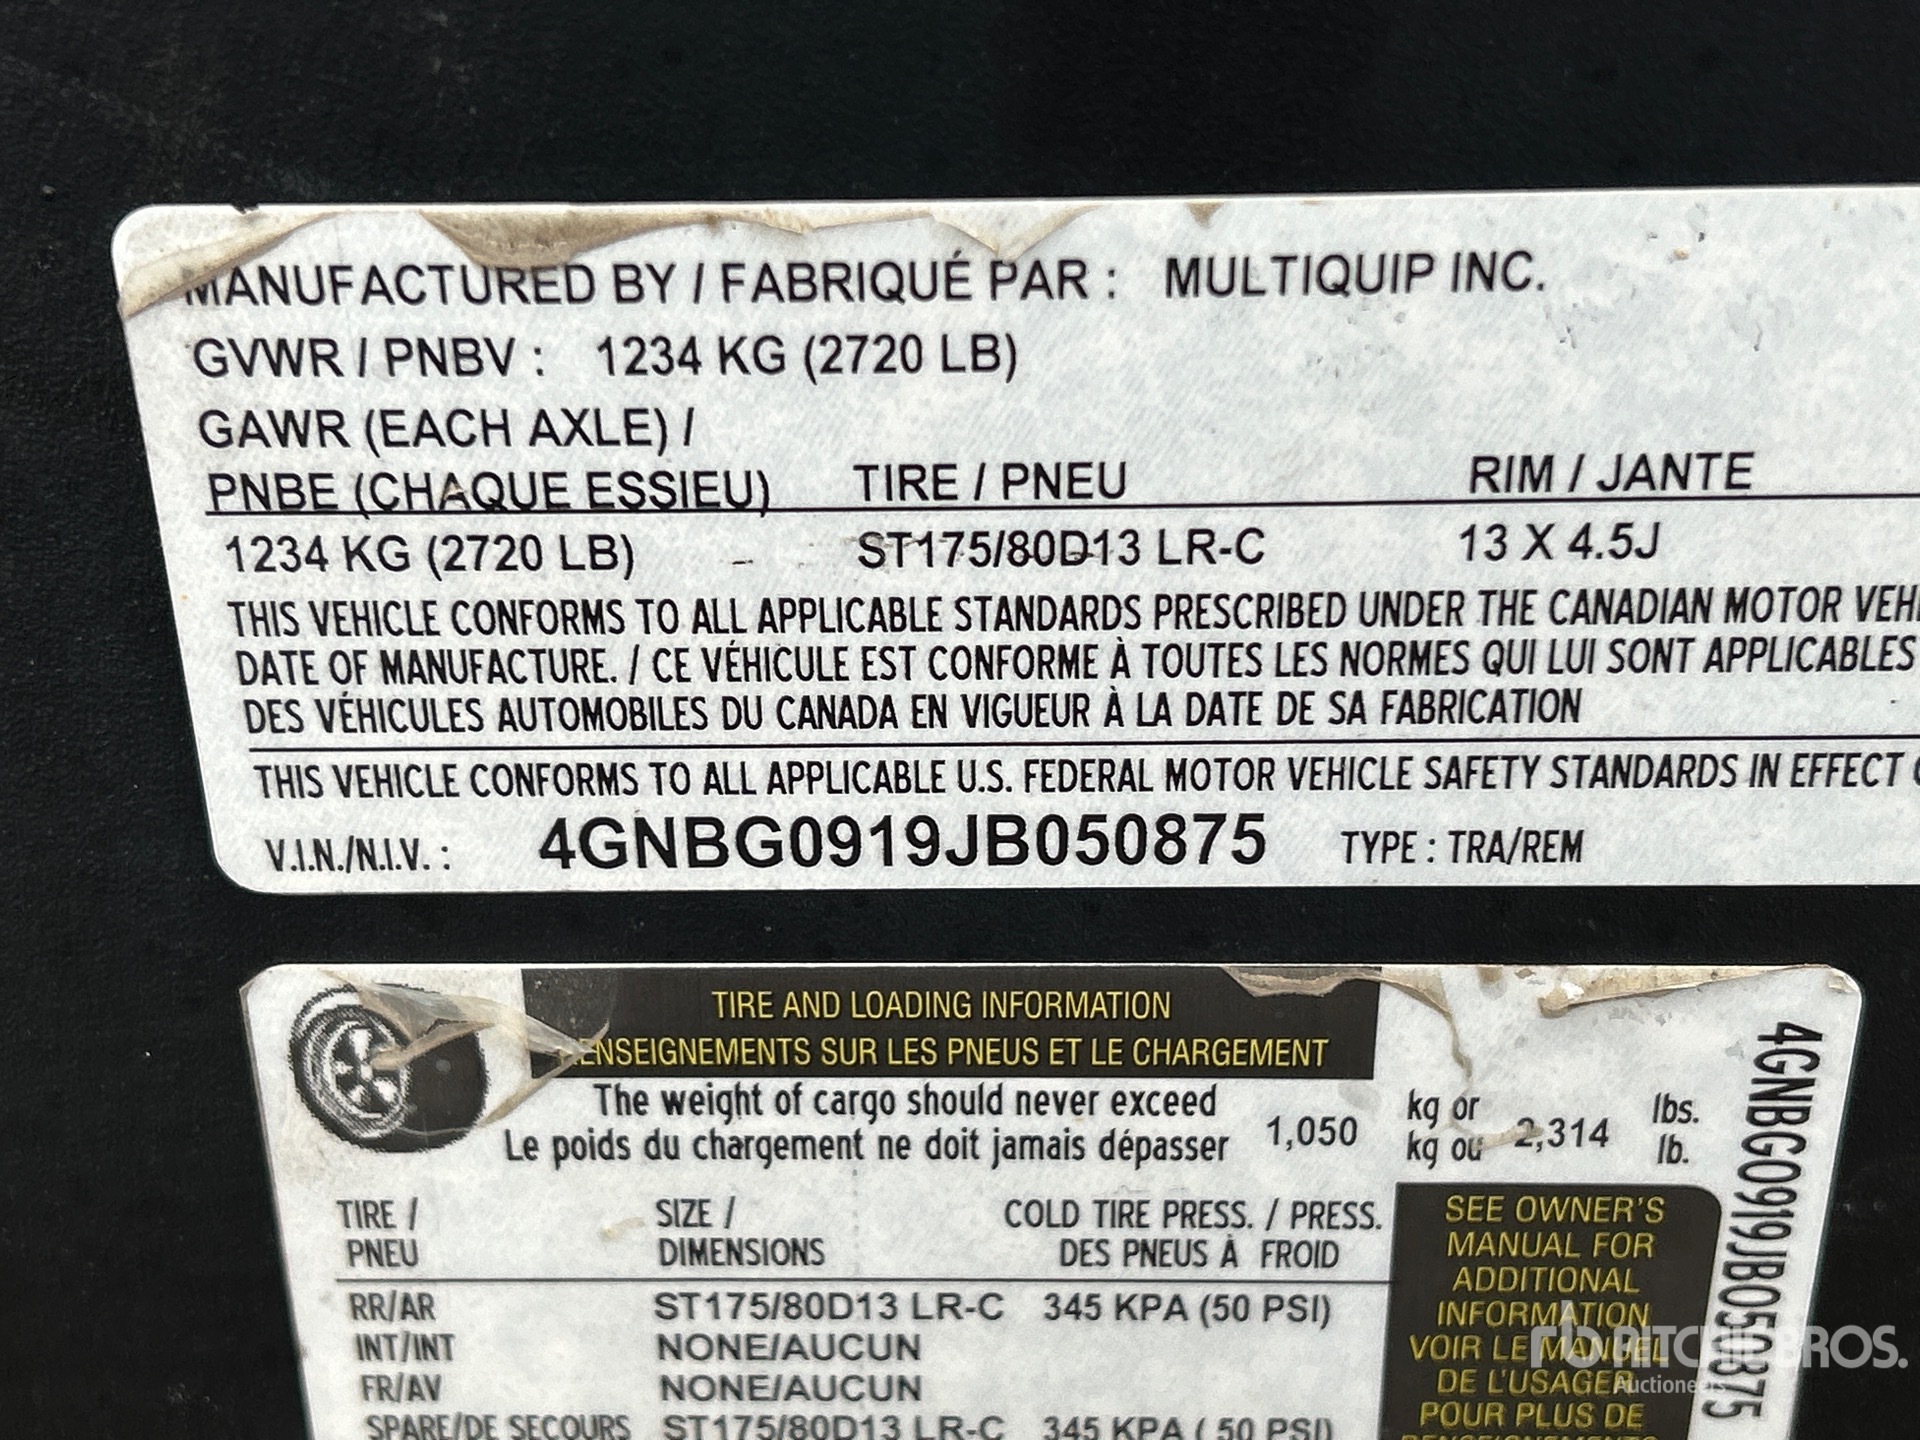 MANUFACTURED BY / FABRIQUÉ PAR : MULTIQUIP INC.
GVWR / PNBV : 1234 KG (2720 LB)
GAWR (EACH AXLE) /
PNBE (CHAQUE ESSIEU) TIRE / PNEU RIM / JANTE
1234 KG (2720 LB) ST175/80D13 LR-C 13 X 4.5J
THIS VEHICLE CONFORMS TO ALL APPLICABLE STANDARDS PRESCRIBED UNDER THE CANADIAN MOTOR VEHI
DATE OF MANUFACTURE. / CE VÉHICULE EST CONFORME À TOUTES LES NORMES QUI LUI SONT APPLICABLES
DES VÉHICULES AUTOMOBILES DU CANADA EN VIGUEUR À LA DATE DE SA FABRICATION
THIS VEHICLE CONFORMS TO ALL APPLICABLE U.S. FEDERAL MOTOR VEHICLE SAFETY STANDARDS IN EFFECT
V.I.N./N.I.V. : 4GNBG0919JB050875 TYPE : TRA/REM
TIRE AND LOADING INFORMATION
RENSEIGNEMENTS SUR LES PNEUS ET LE CHARGEMENT
The weight of cargo should never exceed
Le poids du chargement ne doit jamais dépasser
1,050
kg or
kg ou
2,314
lbs.
lb.
4GNBG0919JB050875
TIRE / SIZE / COLD TIRE PRESS. / PRESS.
PNEU DIMENSIONS DES PNEUS À FROID
RR/AR ST175/80D13 LR-C 345 KPA (50 PSI)
INT/INT NONE/AUCUN
FR/AV NONE/AUCUN
SPARE/DE SECOURS ST175/80D13 LR-C 345 KPA ( 50 PSI)
SEE OWNER'S
MANUAL FOR
ADDITIONAL
INFORMATION
VOIR LE MANUEL
DE L'USAGER
POUR PLUS DE
RENSEIGNEMENTS
rb RITCHIE BROS.
Auctioneers